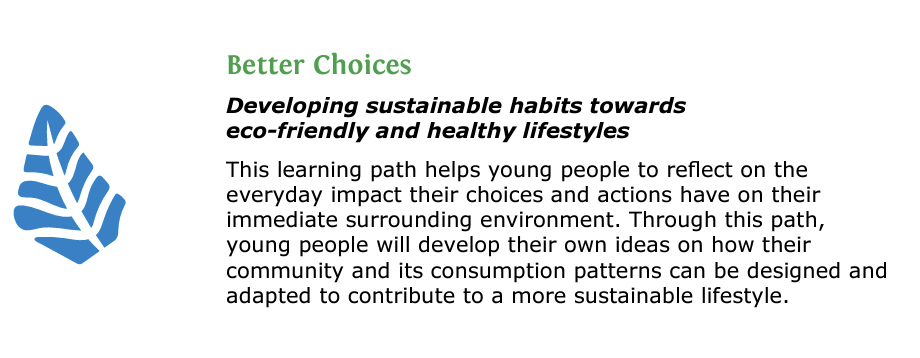 Better Choices
Developing sustainable habits towards
eco-friendly and healthy lifestyles
This learning path helps young people to reflect on the
everyday impact their choices and actions have on their
immediate surrounding environment. Through this path,
young people will develop their own ideas on how their
community and its consumption patterns can be designed and
adapted to contribute to a more sustainable lifestyle.